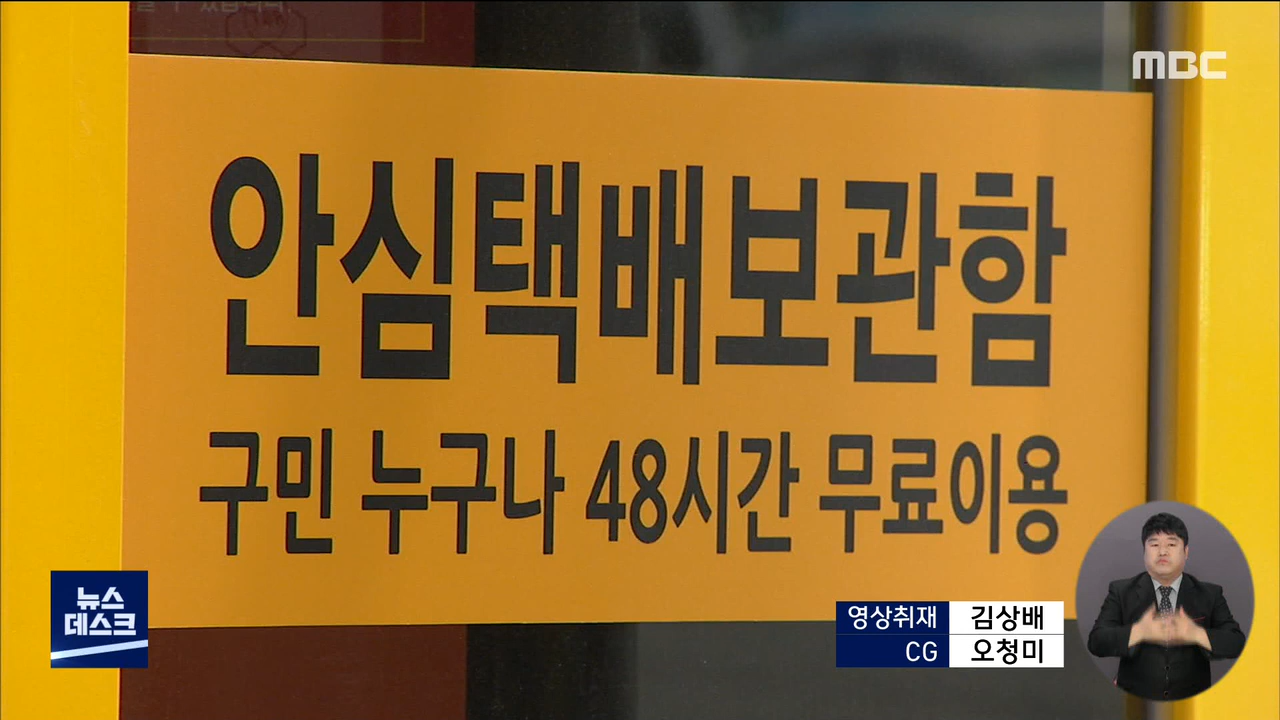 MBC
안심택배보관함
구민 누구나 48시간 무료이용
뉴스
데스크
영상취재 김상배
CG 오청미